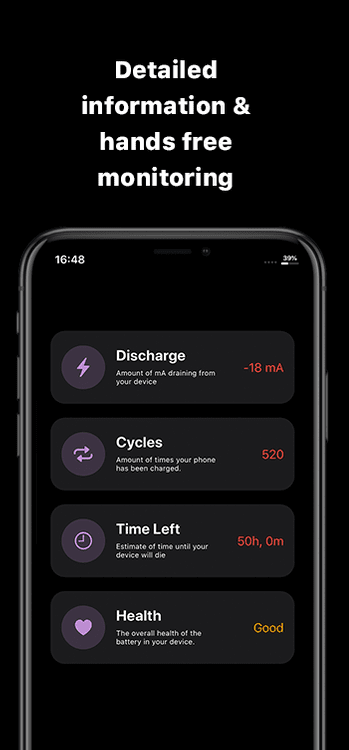 Detailed
information &
hands free
monitoring
16:48
39%
Discharge
Amount of mA draining from
your device
-18 mA
Cycles
Amount of times your phone
has been charged.
520
Time Left
Estimate of time until your
device will die
50h, 0m
Health
The overall health of the
battery in your device.
Good